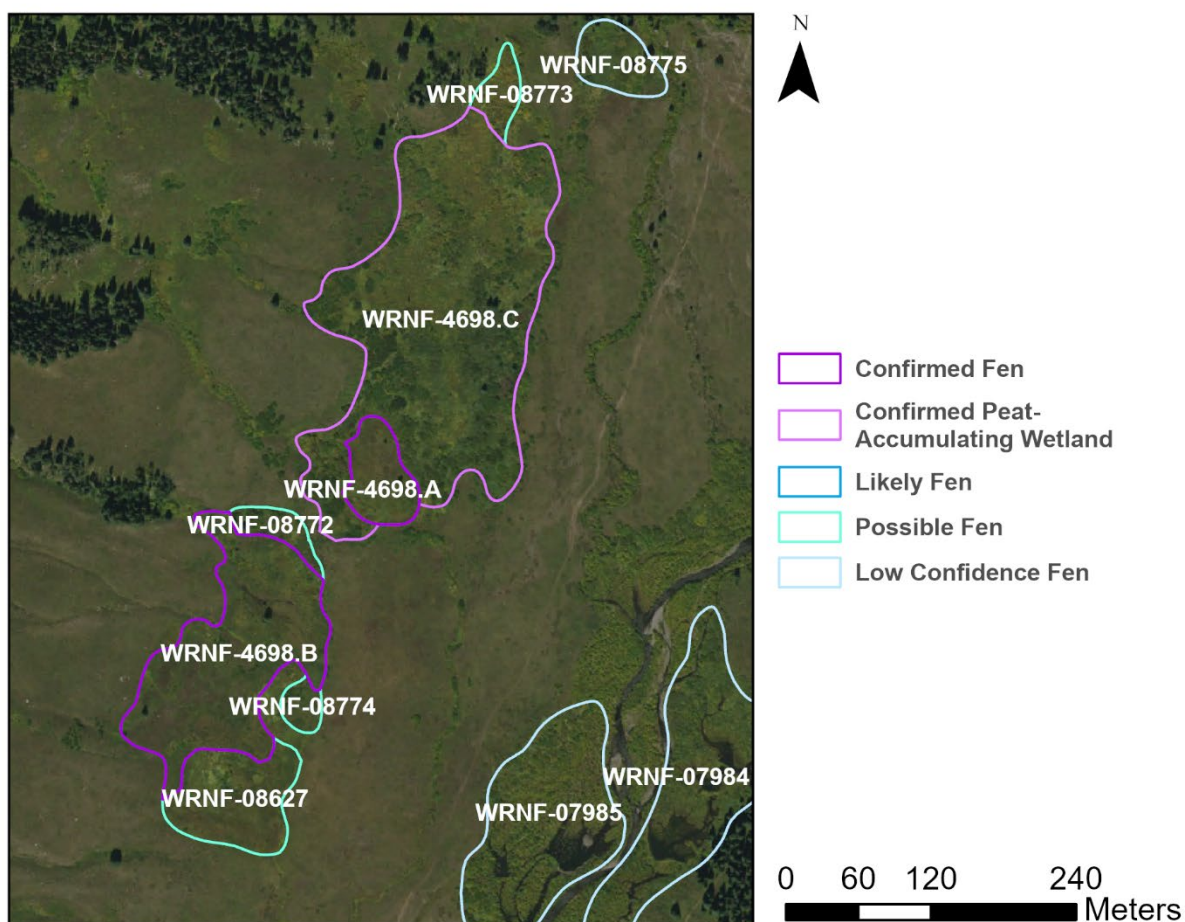 N
WRNF-08775
WRNF-08773
WRNF-4698.C
WRNF-4698.A
WRNF-08772
WRNF-4698.B
WRNF-08774
WRNF-07984
WRNF-08627
WRNF-07985
Confirmed Fen
Confirmed Peat-
Accumulating Wetland
Likely Fen
Possible Fen
Low Confidence Fen
0 60 120 240
Meters